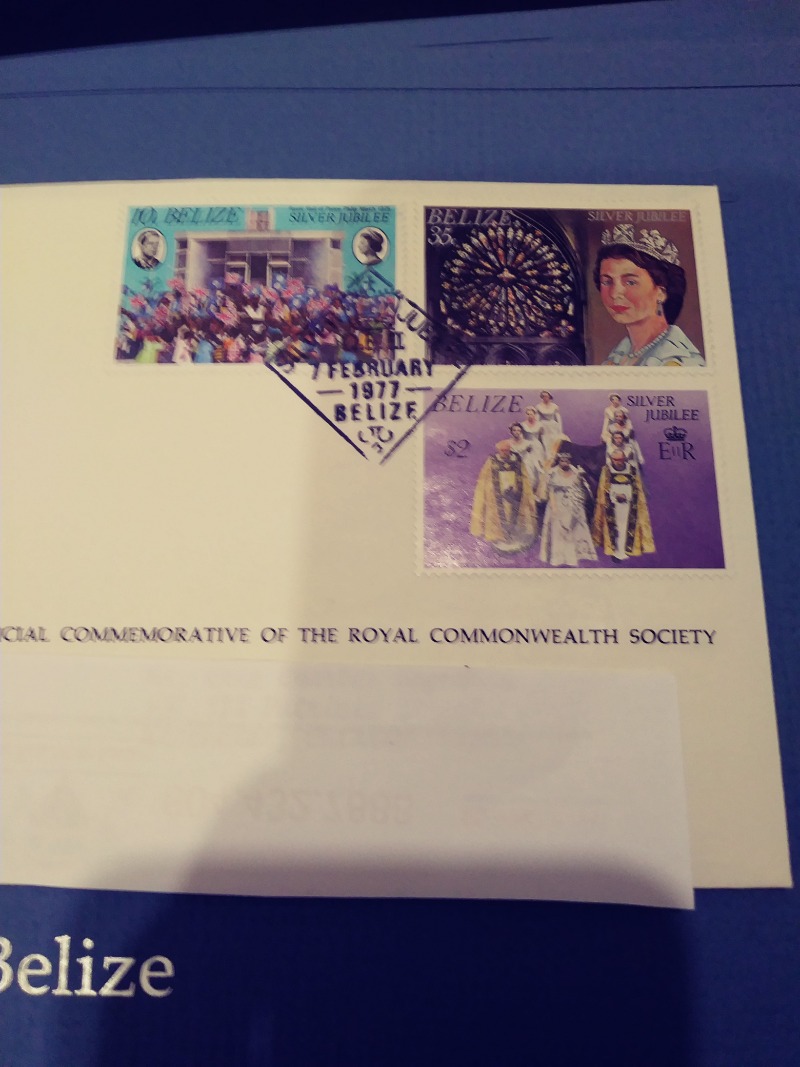 10c BELIZE
SILVER JUBILEE
BELIZE
35c
SILVER JUBILEE
7 FEBRUARY
1977
BELIZE
BELIZE
$2
SILVER
JUBILEE
EIIR
COMMEMORATIVE OF THE ROYAL COMMONWEALTH SOCIETY
Belize